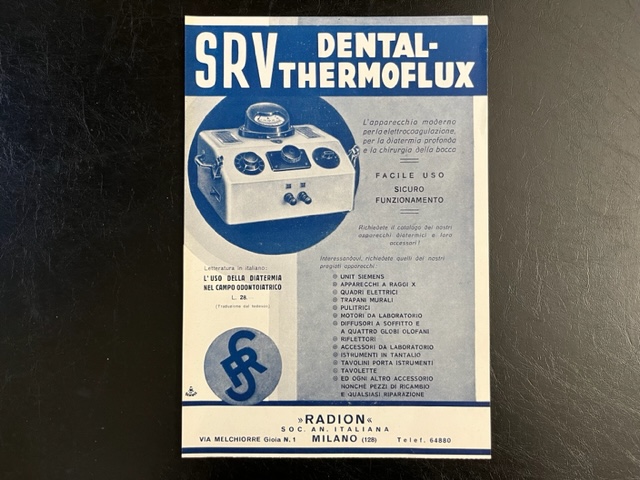 SRV DENTAL-
THERMOFLUX
L'apparecchio moderno
per la elettrocoagulazione,
per la diatermia profonda
e la chirurgia della bocca
FACILE USO
SICURO
FUNZIONAMENTO
Richiedete il catalogo dei nostri
apparecchi diatermici e loro
accessori!
Letteratura in italiano:
L'USO DELLA DIATERMIA
NEL CAMPO ODONTOIATRICO
L. 28.
(Traduzione dal tedesco)
Interessandovi, richiedete quelli dei nostri
pregiati apparecchi:
UNIT SIEMENS
APPARECCHI A RAGGI X
QUADRI ELETTRICI
TRAPANI MURALI
PULITRICI
MOTORI DA LABORATORIO
DIFFUSORI A SOFFITTO E
A QUATTRO GLOBI OLOFANI
RIFLETTORI
ACCESSORI DA LABORATORIO
ISTRUMENTI IN TANTALIO
TAVOLINI PORTA ISTRUMENTI
TAVOLETTE
ED OGNI ALTRO ACCESSORIO
NONCHÉ PEZZI DI RICAMBIO
E QUALSIASI RIPARAZIONE
»RADION«
SOC. AN. ITALIANA
VIA MELCHIORRE Gioia N. 1 MILANO (128) Telef. 64880